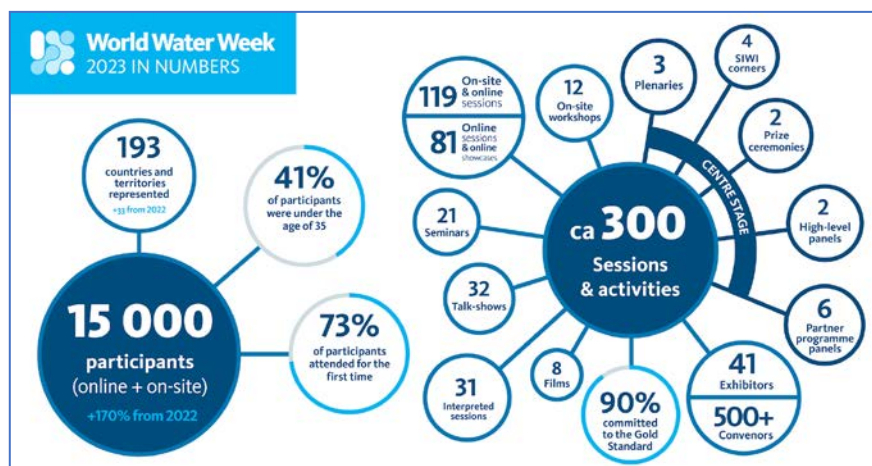 World Water Week
2023 IN NUMBERS
193
countries and
territories
represented
+33 from 2022
41%
of participants
were under the
age of 35
15 000
participants
(online + on-site)
+170% from 2022
73%
of participants
attended for the
first time
119 On-site
& online
sessions
81 Online
sessions
& online
showcases
12
On-site
workshops
3
Plenaries
4
SIWI
corners
2
Prize
ceremonies
CENTRE STAGE
2
High-level
panels
6
Partner
programme
panels
ca 300
Sessions
& activities
21
Seminars
32
Talk-shows
31
Interpreted
sessions
8
Films
90%
committed
to the Gold
Standard
41
Exhibitors
500+
Convenors